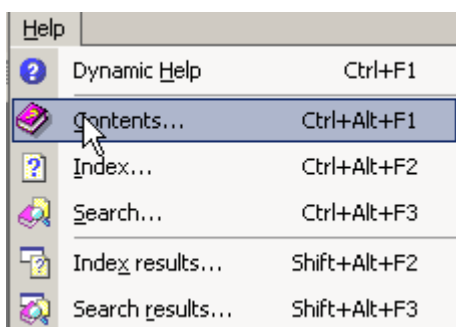 Help
Dynamic Help Ctrl+F1
Contents... Ctrl+Alt+F1
Index... Ctrl+Alt+F2
Search... Ctrl+Alt+F3
Index results... Shift+Alt+F2
Search results... Shift+Alt+F3